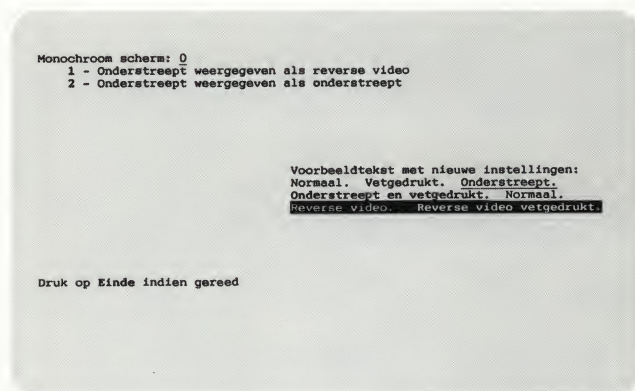 Monochroom scherm: 0
1 - Onderstreept weergegeven als reverse video
2 - Onderstreept weergegeven als onderstreept
Voorbeeldtekst met nieuwe instellingen:
Normaal. Vetgedrukt. Onderstreept.
Onderstreept en vetgedrukt. Normaal.
Reverse video. Reverse video vetgedrukt.
Druk op Einde indien gereed